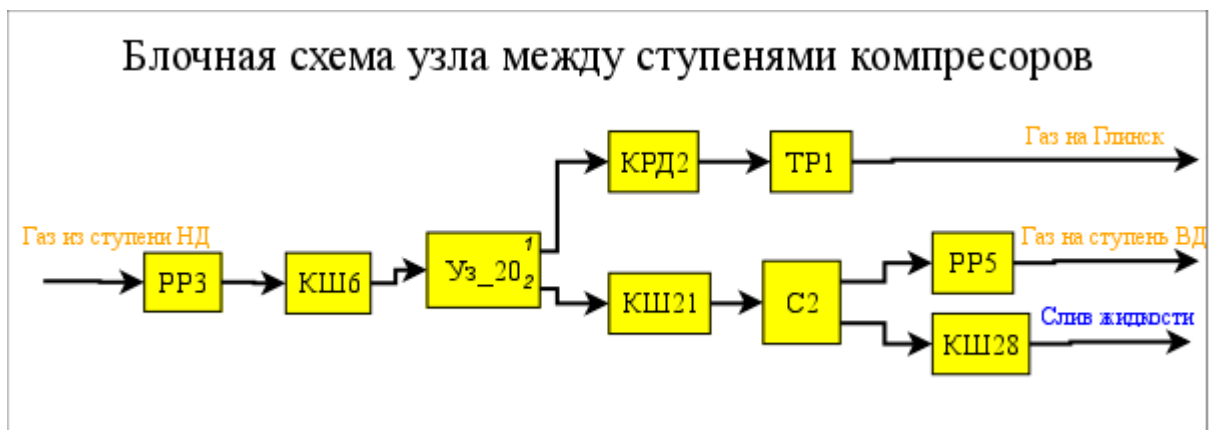 Блочная схема узла между ступенями компресоров
Газ на Глинск
КРД2
ТР1
Газ из ступени НД
Газ на ступень ВД
РР3
КШ6
Уз_20
1
2
КШ21
С2
РР5
Слив жидкости
КШ28